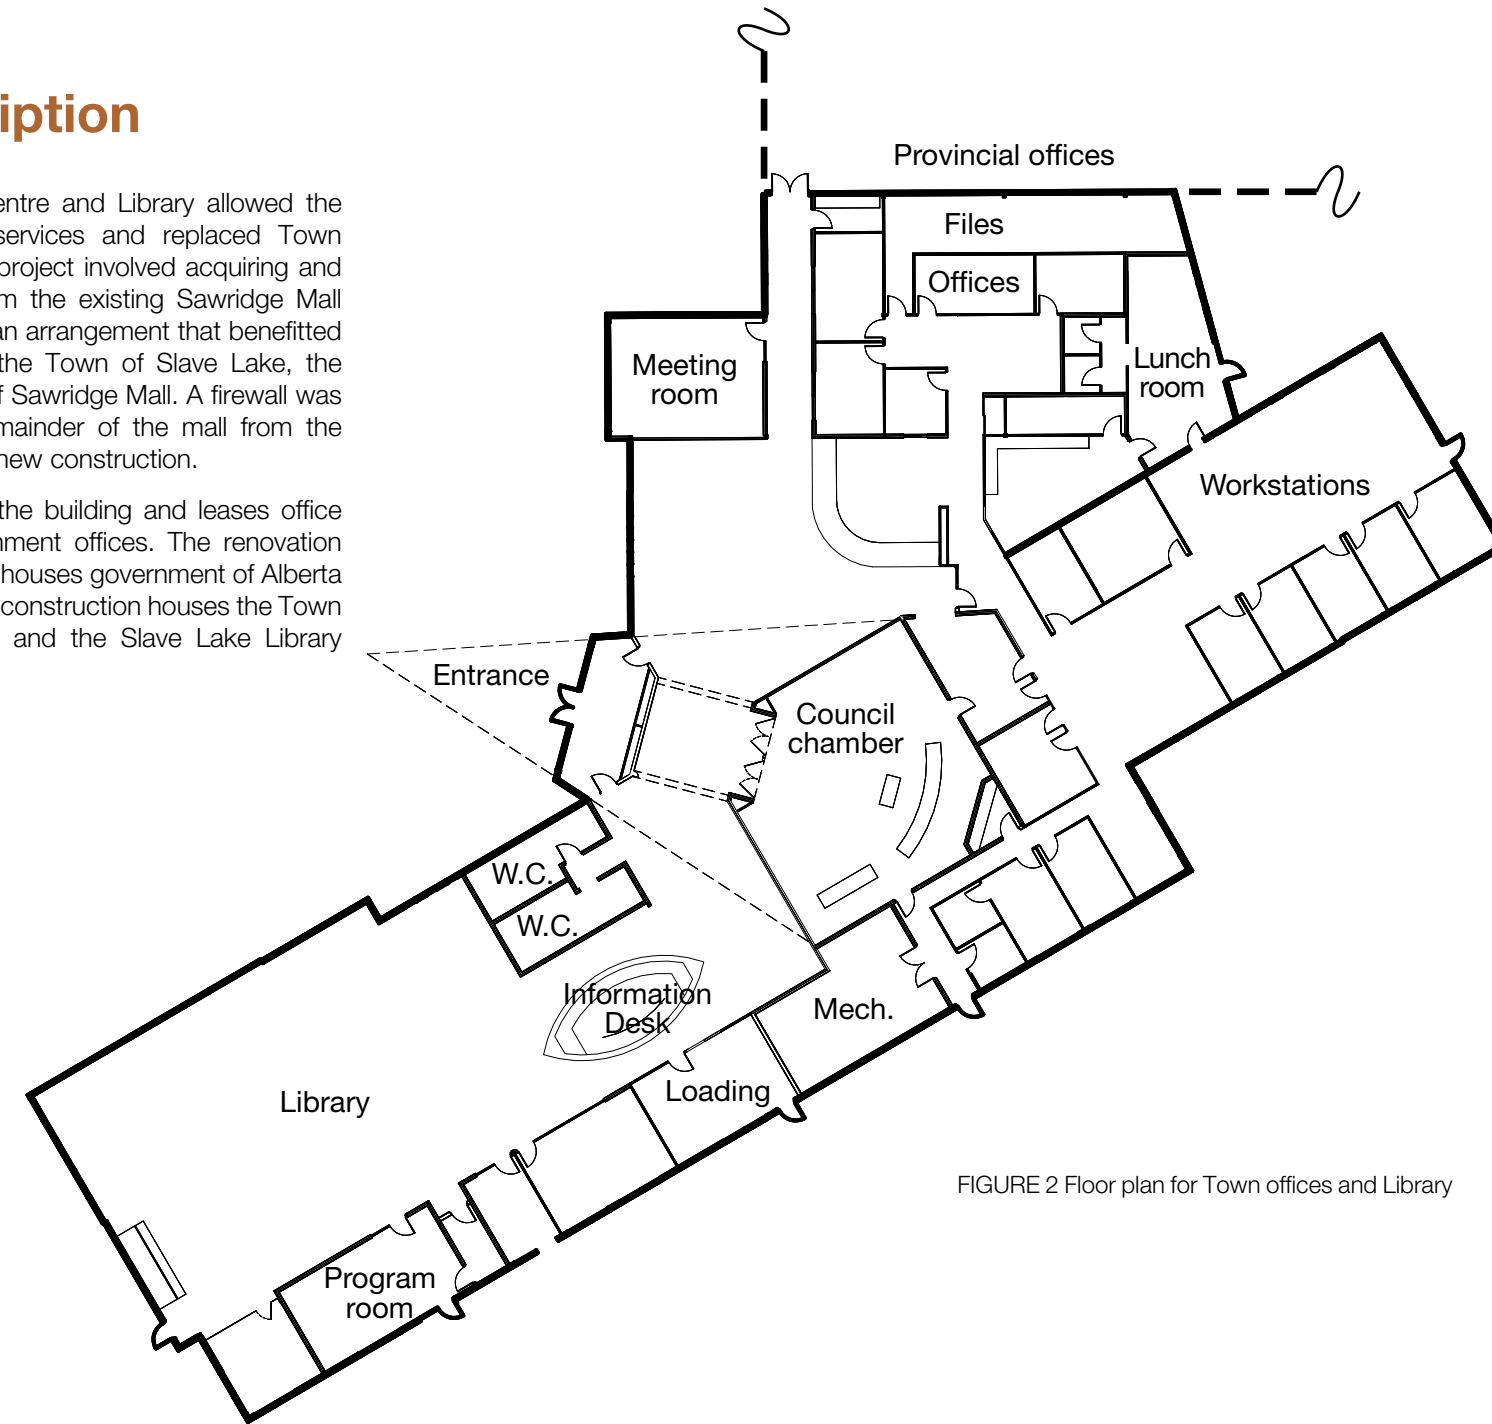 iption
entre and Library allowed the
services and replaced Town
project involved acquiring and
m the existing Sawridge Mall
an arrangement that benefitted
the Town of Slave Lake, the
f Sawridge Mall. A firewall was
mainder of the mall from the
new construction.
the building and leases office
nment offices. The renovation
houses government of Alberta
construction houses the Town
and the Slave Lake Library
Provincial offices
Files
Offices
Meeting
room
Lunch
room
Workstations
Entrance
Council
chamber
W.C.
W.C.
Information
Desk
Mech.
Loading
Library
Program
room
FIGURE 2 Floor plan for Town offices and Library